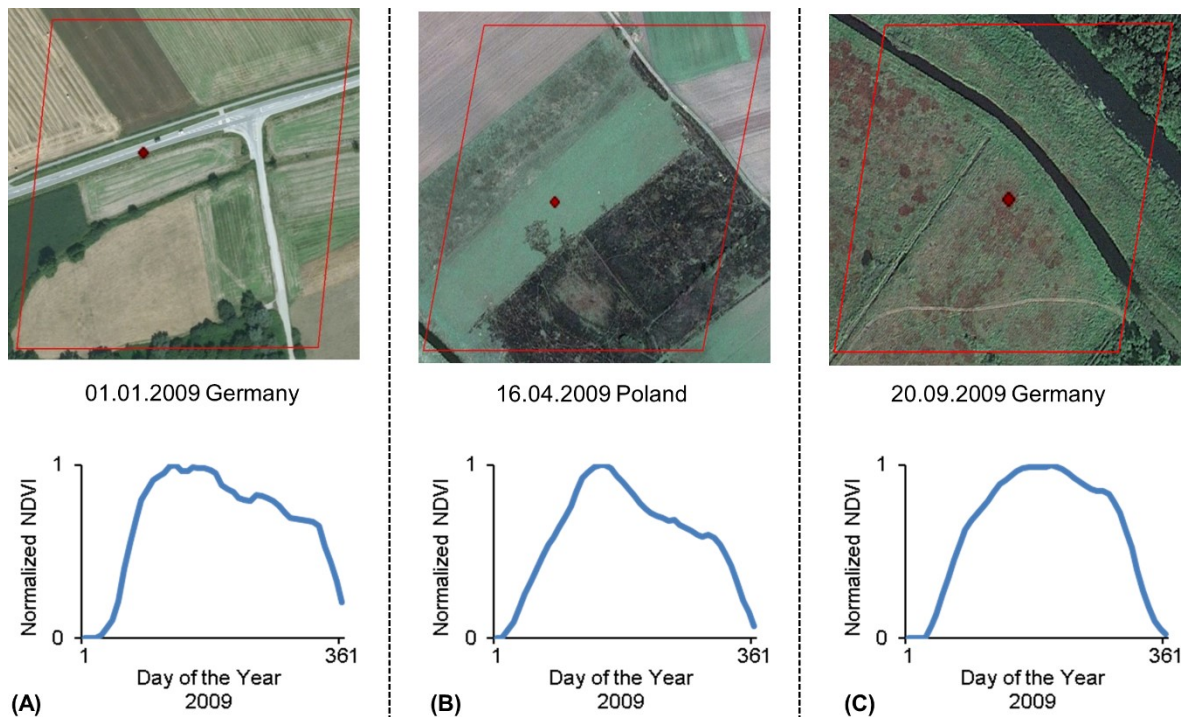 01.01.2009 Germany
16.04.2009 Poland
20.09.2009 Germany
1
Normalized NDVI
0
1
361
Day of the Year
2009
(A)
1
Normalized NDVI
0
1
361
Day of the Year
2009
(B)
1
Normalized NDVI
0
1
361
Day of the Year
2009
(C)